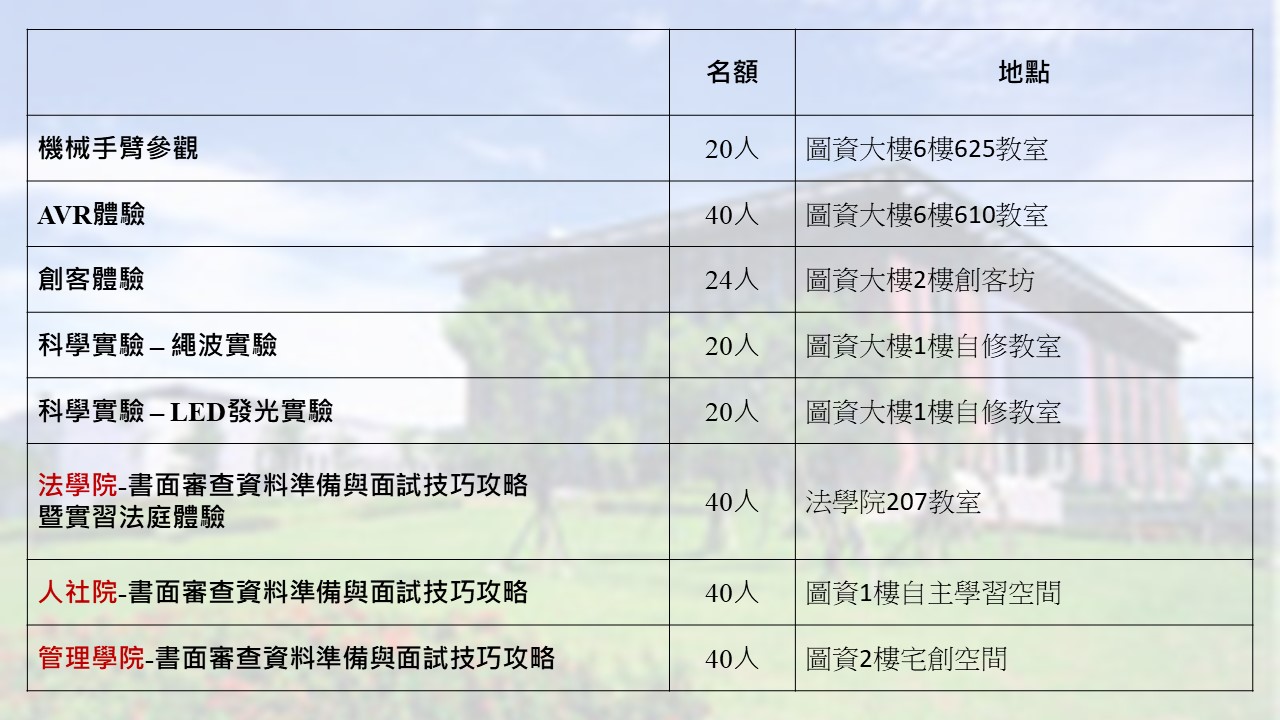 名額 地點
機械手臂參觀 20人 圖資大樓6樓625教室
AVR體驗 40人 圖資大樓6樓610教室
創客體驗 24人 圖資大樓2樓創客坊
科學實驗 – 繩波實驗 20人 圖資大樓1樓自修教室
科學實驗 – LED發光實驗 20人 圖資大樓1樓自修教室
法學院-書面審查資料準備與面試技巧攻略
暨實習法庭體驗 40人 法學院207教室
人社院-書面審查資料準備與面試技巧攻略 40人 圖資1樓自主學習空間
管理學院-書面審查資料準備與面試技巧攻略 40人 圖資2樓宅創空間